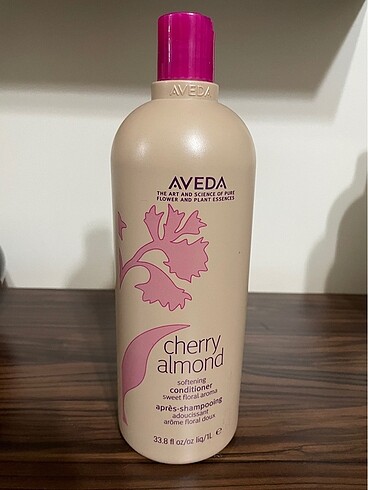 AVEDA
AVEDA
THE ART AND SCIENCE OF PURE
FLOWER AND PLANT ESSENCES
cherry
almond
softening
conditioner
sweet floral aroma
après-shampooing
adoucissant
arôme floral doux
33.8 fl oz/oz liq/1L ℮